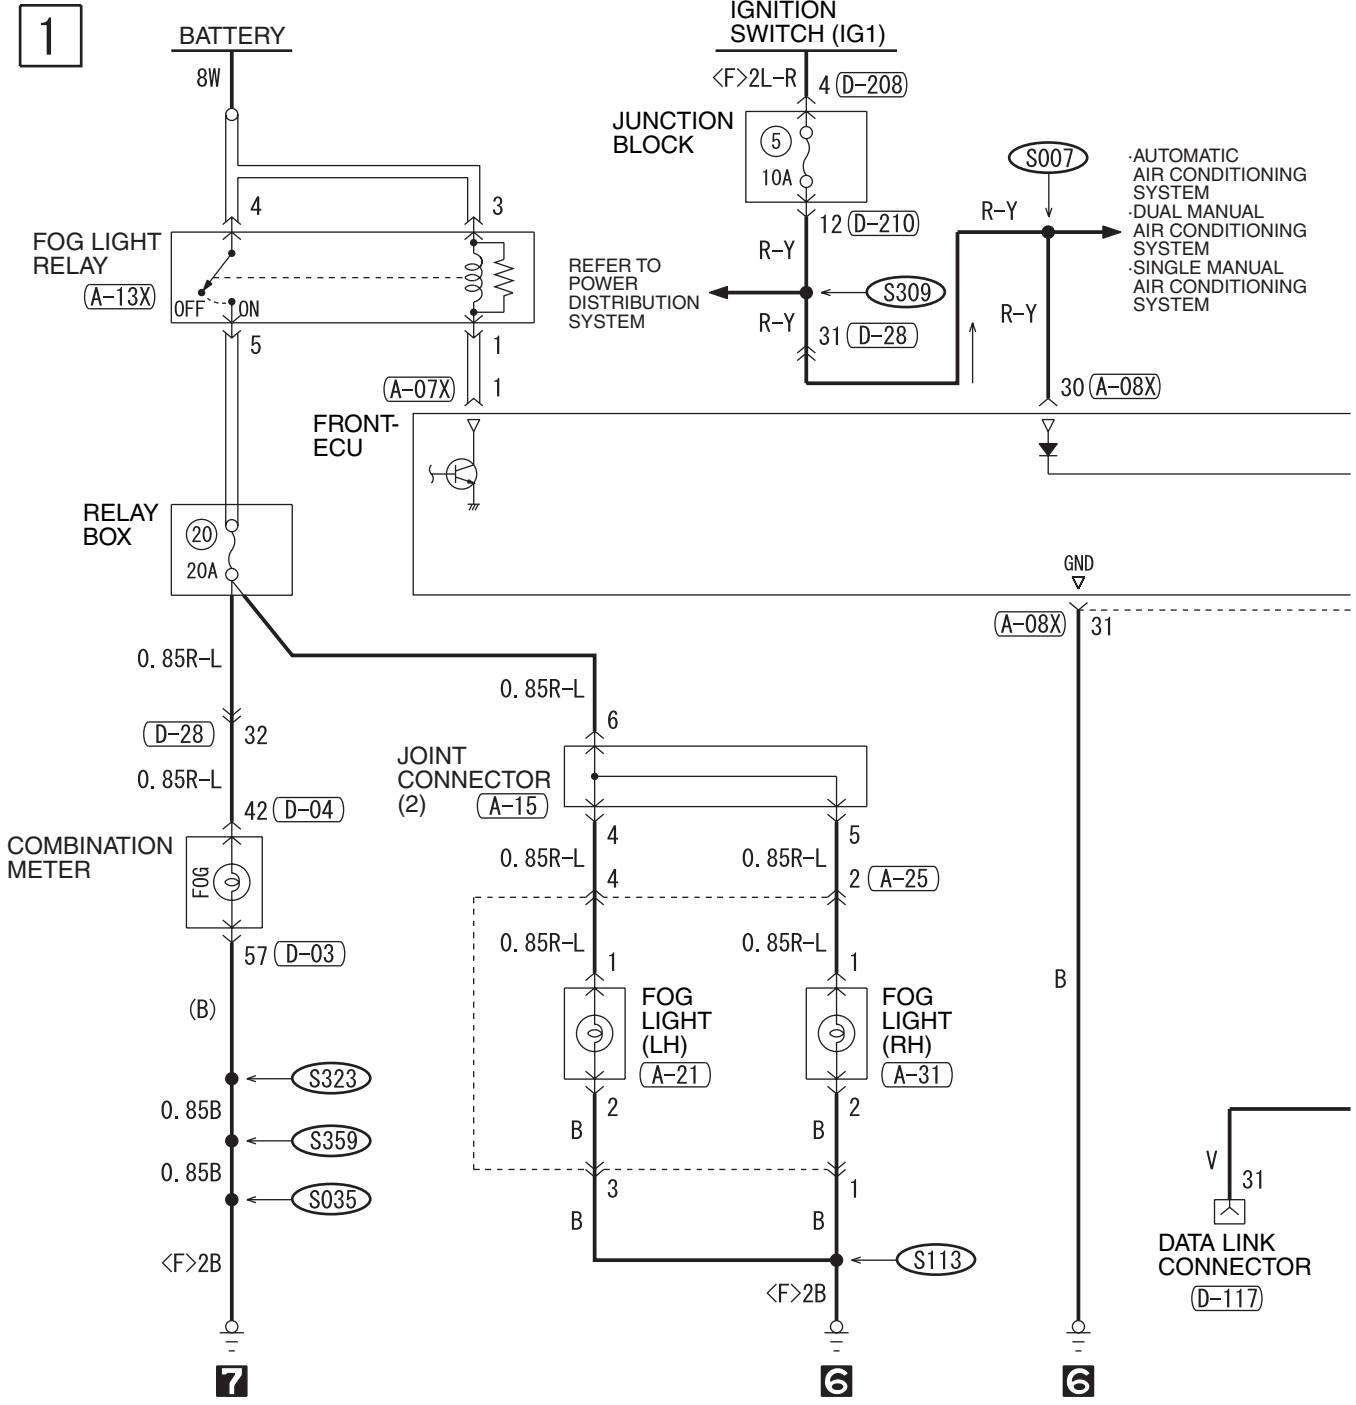 1
BATTERY
8W
IGNITION
SWITCH (IG1)
<F>2L-R
4 D-208
JUNCTION
BLOCK
5
10A
12 D-210
R-Y
REFER TO
POWER
DISTRIBUTION
SYSTEM
S309
R-Y
31 D-28
R-Y
S007
·AUTOMATIC
AIR CONDITIONING
SYSTEM
·DUAL MANUAL
AIR CONDITIONING
SYSTEM
·SINGLE MANUAL
AIR CONDITIONING
SYSTEM
R-Y
30 A-08X
4
3
FOG LIGHT
RELAY
A-13X
OFF
ON
5
1
A-07X
1
FRONT-
ECU
RELAY
BOX
20
20A
GND
A-08X
31
0.85R-L
D-28
32
0.85R-L
42 D-04
COMBINATION
METER
FOG
57 D-03
(B)
S323
0.85B
S359
0.85B
S035
<F>2B
7
0.85R-L
6
JOINT
CONNECTOR
(2)
A-15
4
5
0.85R-L
0.85R-L
4
2 A-25
0.85R-L
0.85R-L
1
1
FOG
LIGHT
(LH)
A-21
FOG
LIGHT
(RH)
A-31
2
2
B
B
3
1
B
B
S113
<F>2B
6
B
6
V
31
DATA LINK
CONNECTOR
D-117